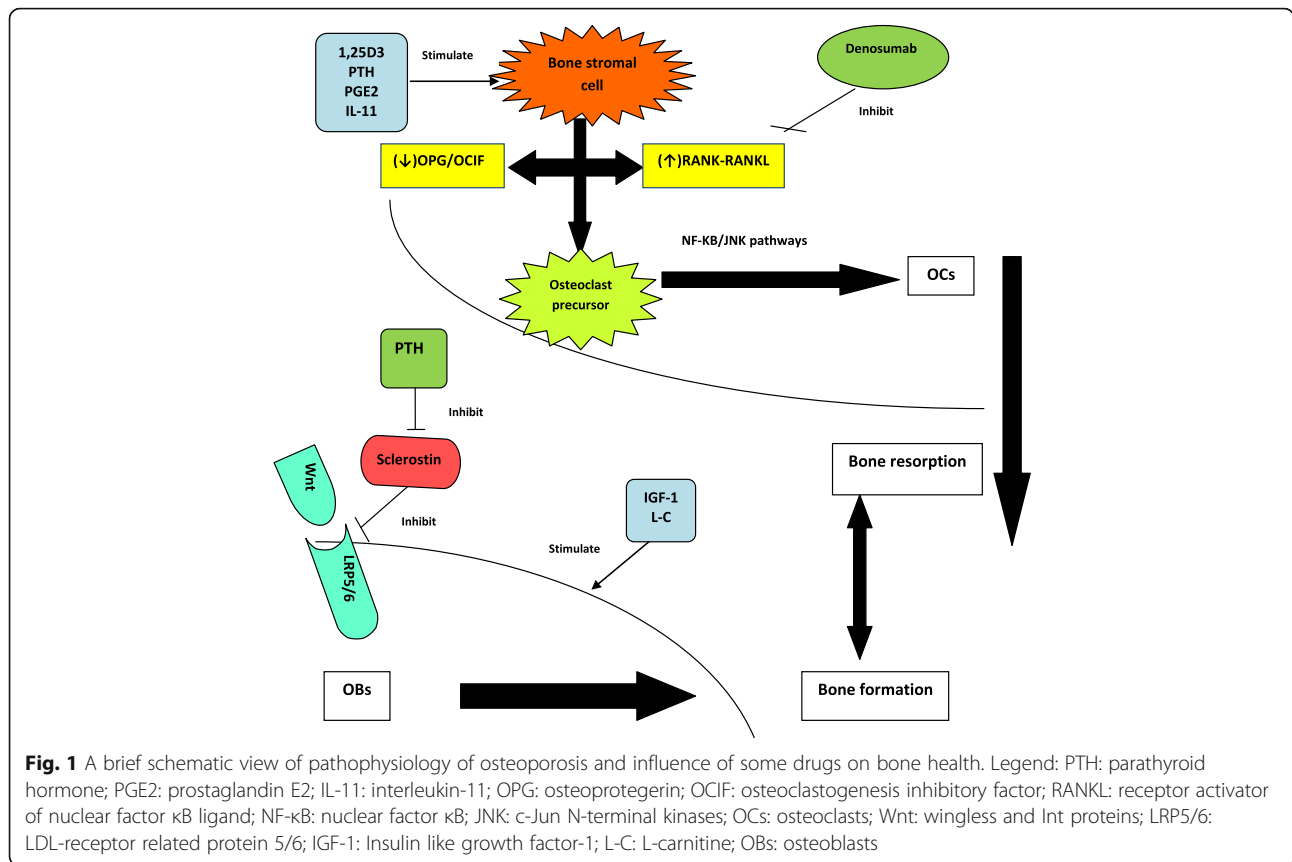 1,25D3
PTH
PGE2
IL-11
Stimulate
Bone stromal
cell
Denosumab
Inhibit
(↓)OPG/OCIF
(↑)RANK-RANKL
NF-KB/JNK pathways
Osteoclast
precursor
OCs
PTH
Inhibit
Sclerostin
Wnt
Inhibit
LRP5/6
IGF-1
L-C
Stimulate
Bone resorption
OBs
Bone formation
Fig. 1 A brief schematic view of pathophysiology of osteoporosis and influence of some drugs on bone health. Legend: PTH: parathyroid
hormone; PGE2: prostaglandin E2; IL-11: interleukin-11; OPG: osteoprotegerin; OCIF: osteoclastogenesis inhibitory factor; RANKL: receptor activator
of nuclear factor κB ligand; NF-κB: nuclear factor κB; JNK: c-Jun N-terminal kinases; OCs: osteoclasts; Wnt: wingless and Int proteins; LRP5/6:
LDL-receptor related protein 5/6; IGF-1: Insulin like growth factor-1; L-C: L-carnitine; OBs: osteoblasts